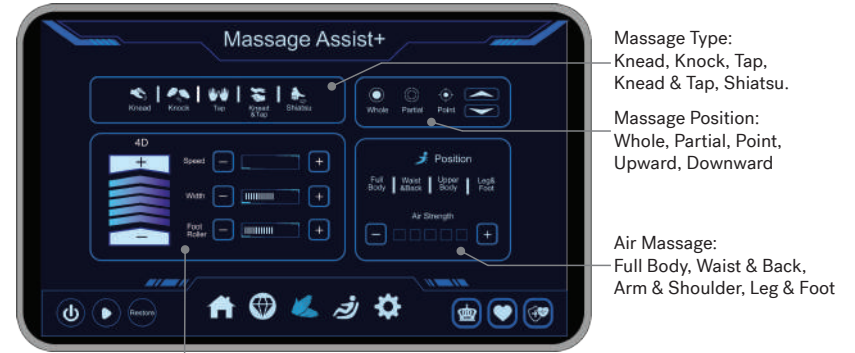 Massage Assist+
Knead
Knock
Tap
Knead
&Tap
Shiatsu
Whole
Partial
Point
4D
+
−
Speed − +
Width − +
Foot
Roller
− +
Position
Full
Body
Waist
&Back
Upper
Body
Leg&
Foot
Air Strength
− +
Restore
Massage Type:
Knead, Knock, Tap,
Knead & Tap, Shiatsu.
Massage Position:
Whole, Partial, Point,
Upward, Downward
Air Massage:
Full Body, Waist & Back,
Arm & Shoulder, Leg & Foot